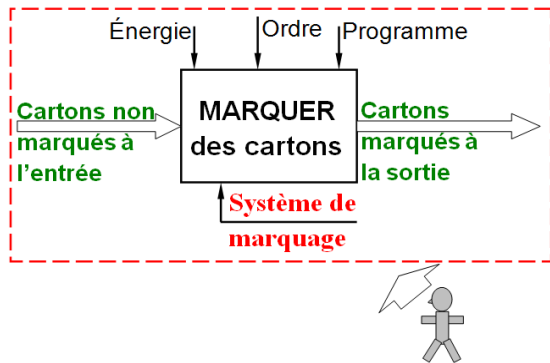 Énergie
Ordre
Programme
Cartons non
marqués à
l'entrée
MARQUER
des cartons
Cartons
marqués à
la sortie
Système de
marquage